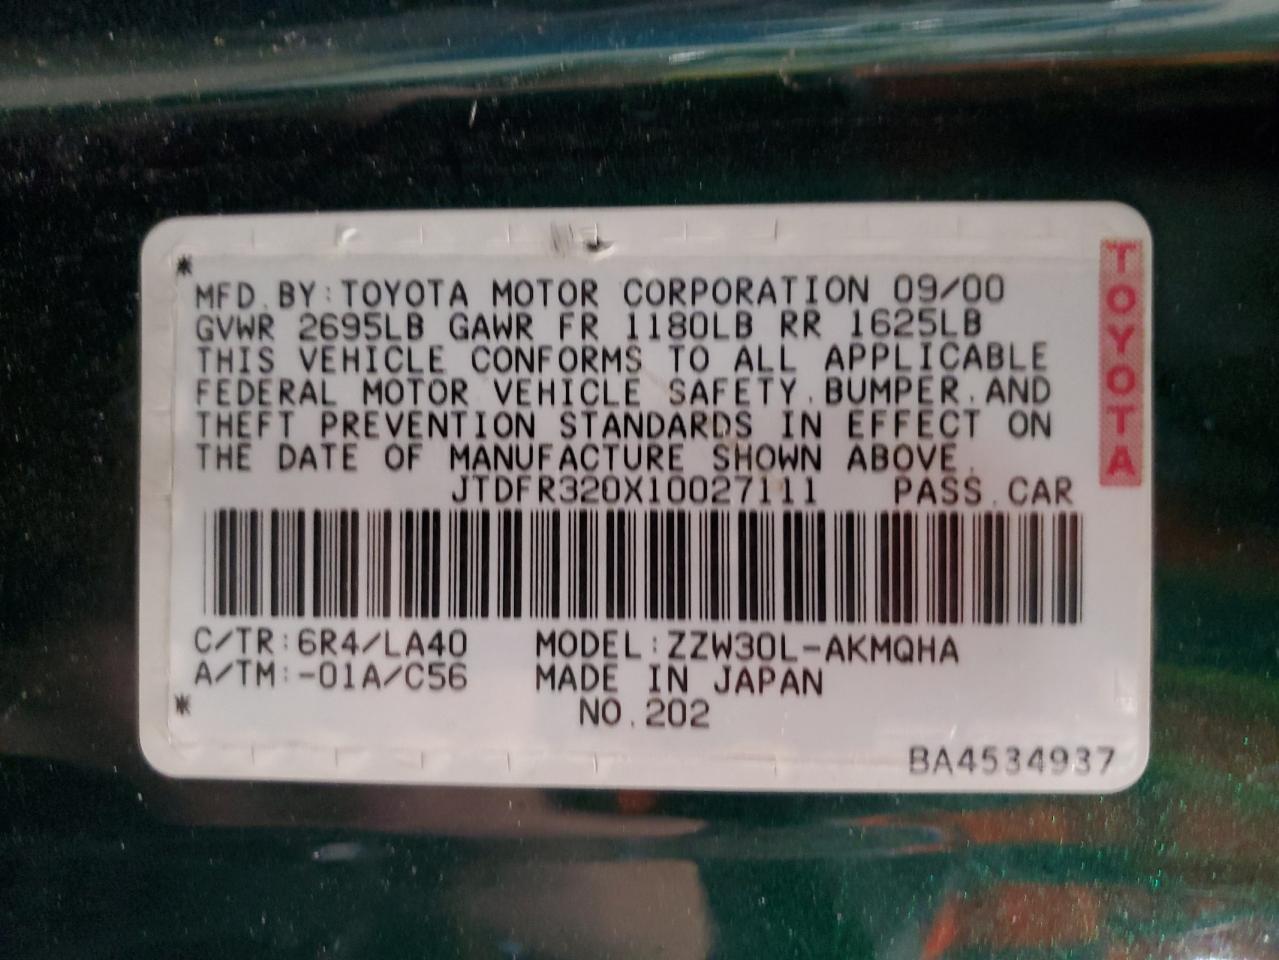 MFD. BY: TOYOTA MOTOR CORPORATION 09/00
GVWR 2695LB GAWR FR 1180LB RR 1625LB
THIS VEHICLE CONFORMS TO ALL APPLICABLE
FEDERAL MOTOR VEHICLE SAFETY, BUMPER, AND
THEFT PREVENTION STANDARDS IN EFFECT ON
THE DATE OF MANUFACTURE SHOWN ABOVE.
JTDFR320X10027111 PASS. CAR
C/TR: 6R4/LA40 MODEL: ZZW30L-AKMQHA
A/TM: -01A/C56 MADE IN JAPAN
NO. 202
BA4534937
TOYOTA